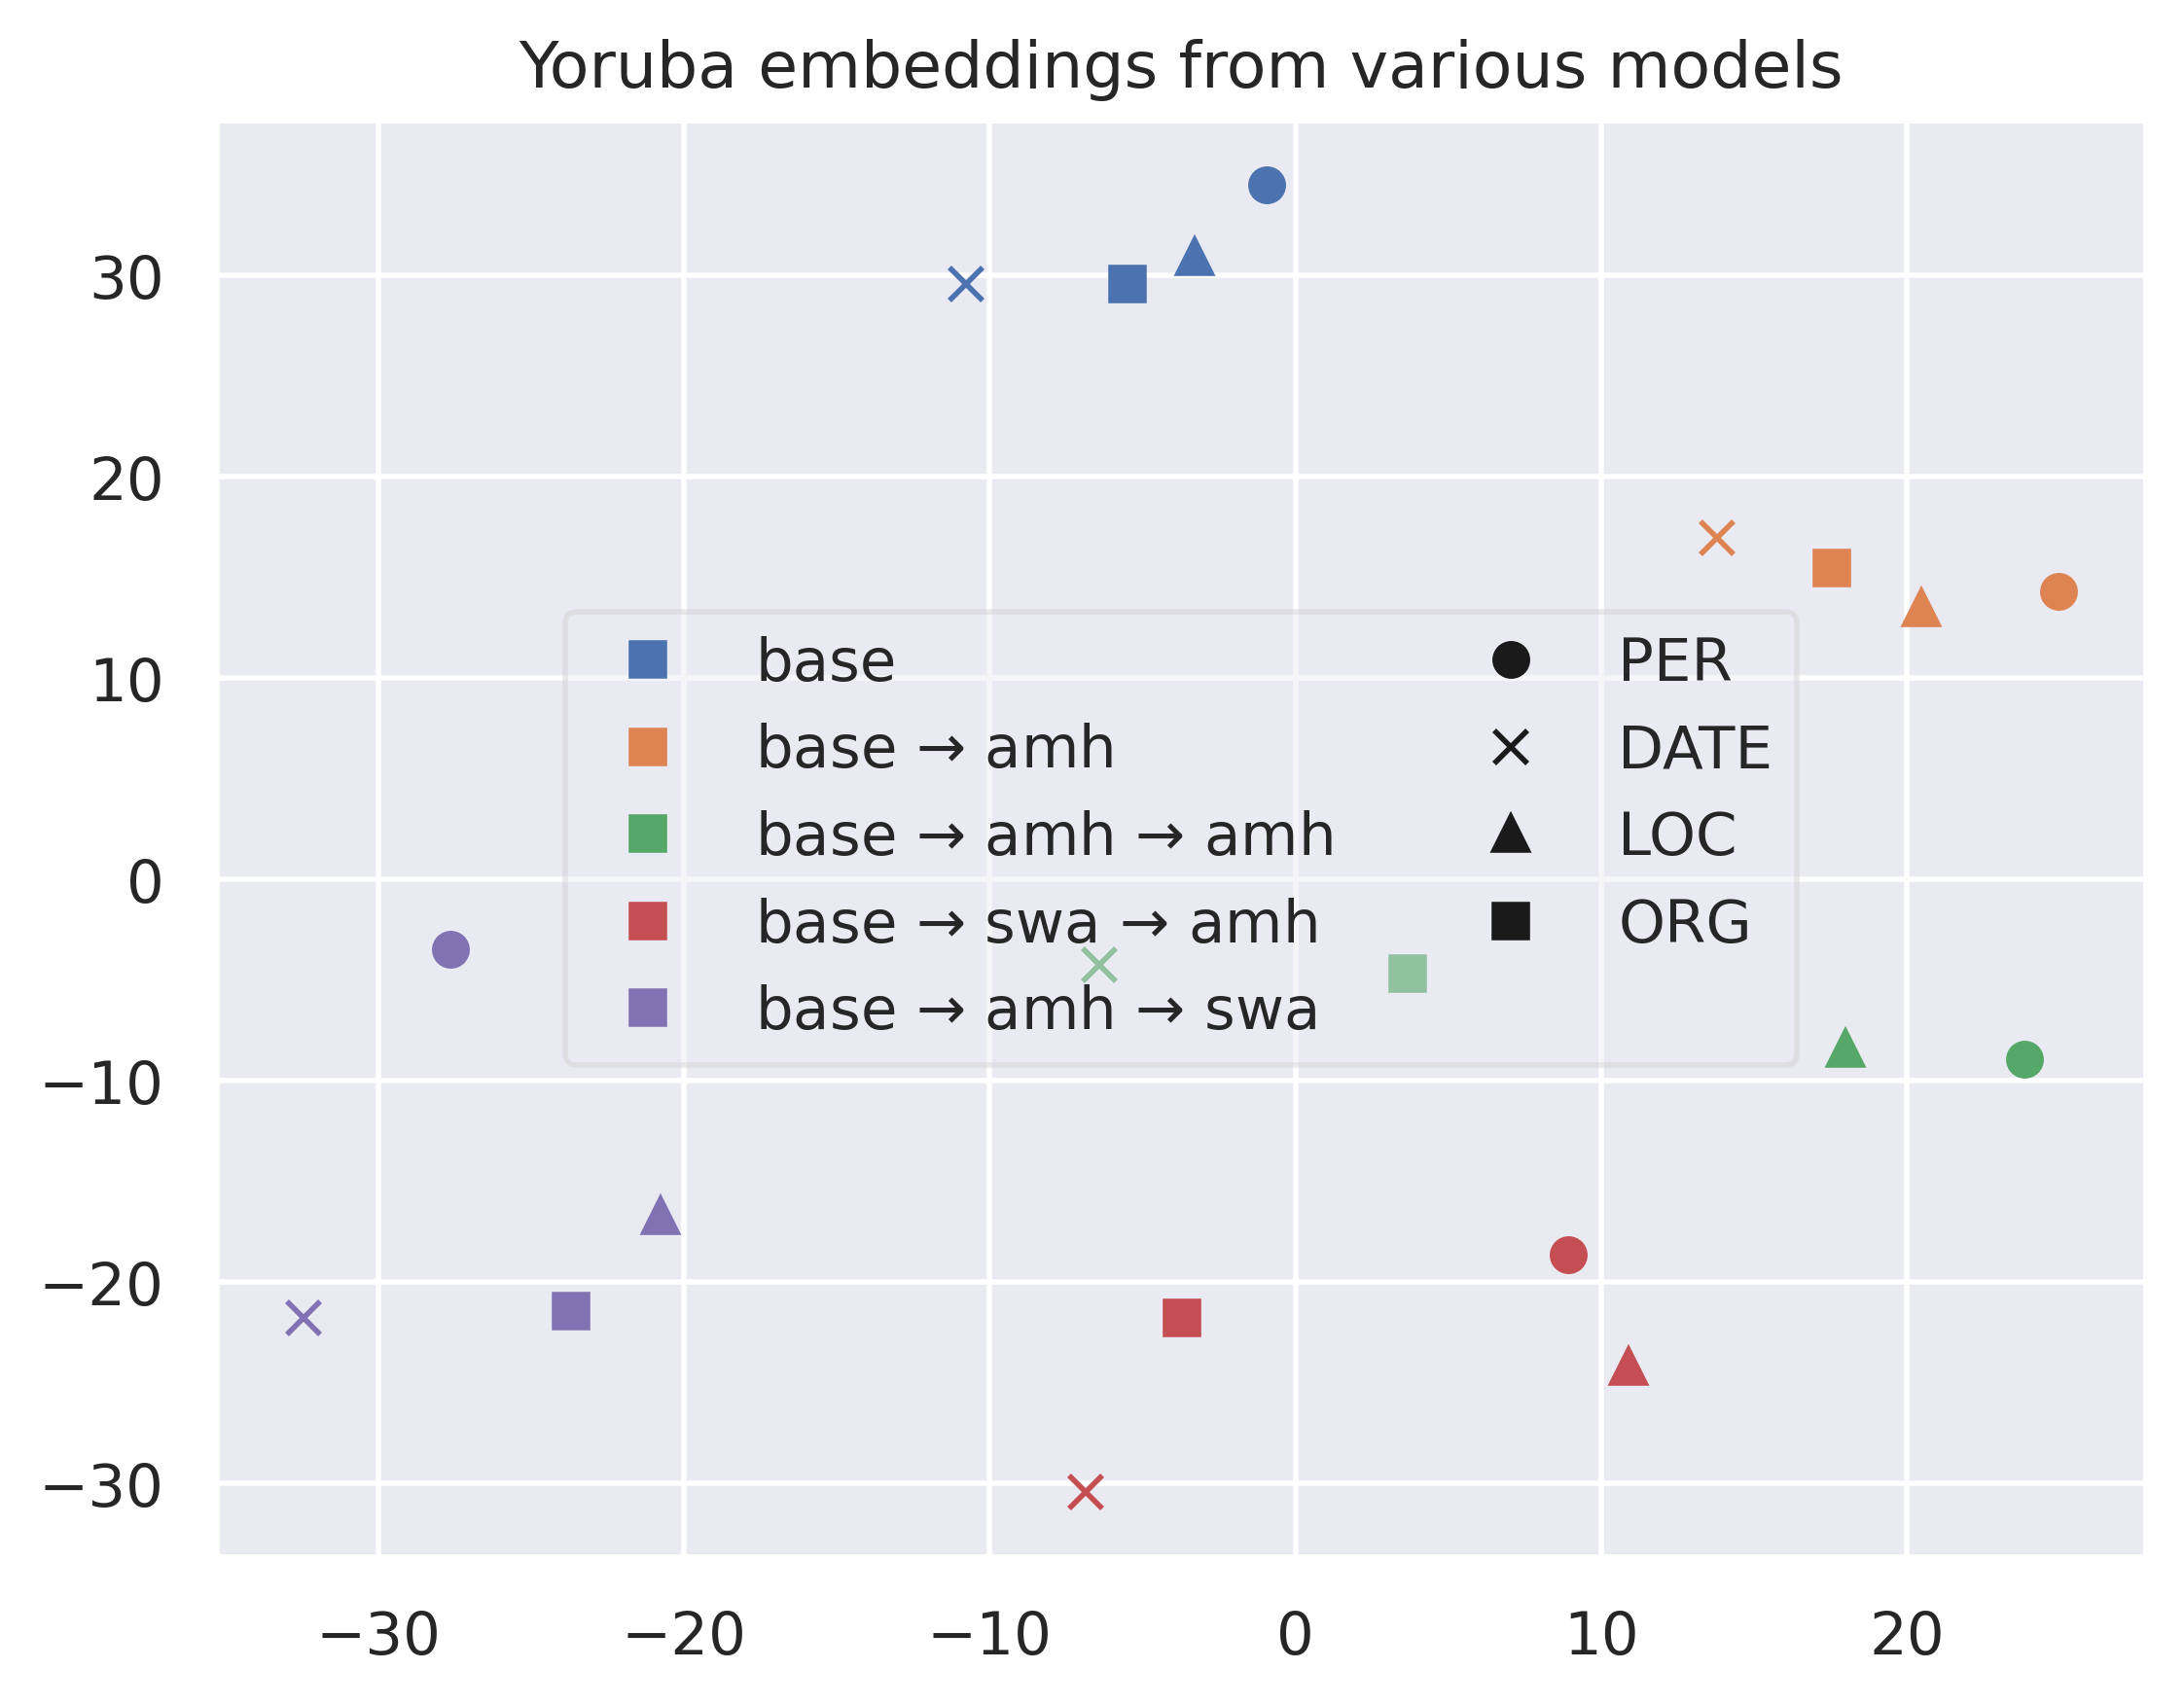 Yoruba embeddings from various models
30
20
10
0
−10
−20
−30
base
base → amh
base → amh → amh
base → swa → amh
base → amh → swa
PER
DATE
LOC
ORG
−30 −20 −10 0 10 20